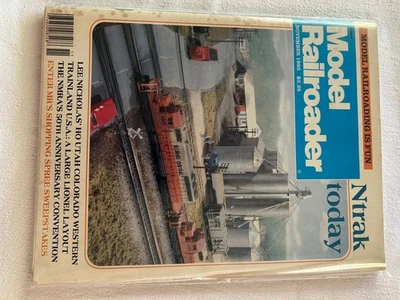 MODEL RAILROADING IS FUN
Model
Railroader
NOVEMBER 1985 $2.25
Ntrak
today
LEE NICHOLAS' HO UTAH COLORADO WESTERN
TRAINLAND U.S.A.: A LARGE LIONEL LAYOUT
THE NMRA'S 50TH ANNIVERSARY CONVENTION
ENTER MR'S SHOPPING SPREE SWEEPSTAKES